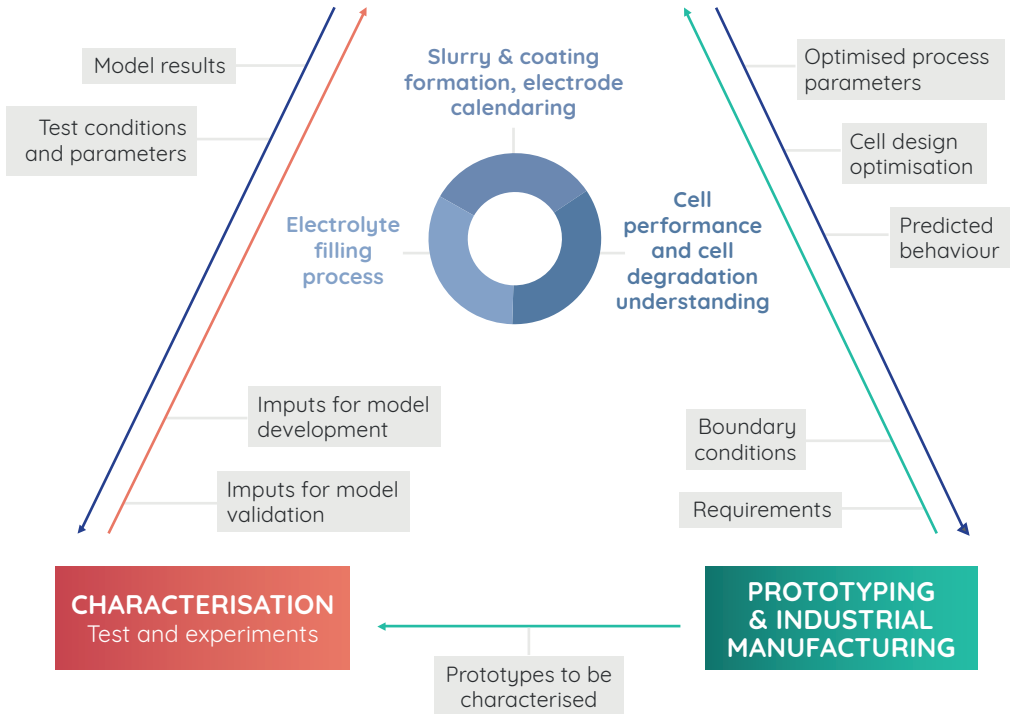 Model results
Test conditions
and parameters
Slurry & coating
formation, electrode
calendaring
Optimised process
parameters
Cell design
optimisation
Predicted
behaviour
Electrolyte
filling
process
Cell
performance
and cell
degradation
understanding
Imputs for model
development
Imputs for model
validation
Boundary
conditions
Requirements
CHARACTERISATION
Test and experiments
PROTOTYPING
& INDUSTRIAL
MANUFACTURING
Prototypes to be
characterised